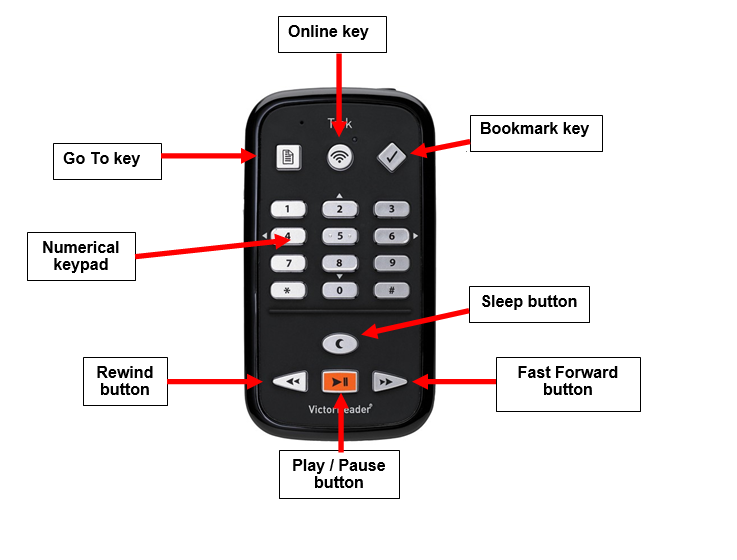 Online key
Trek
Go To key
Bookmark key
1 2 3
4 5 6
7 8 9
* 0 #
Numerical
keypad
Sleep button
Rewind
button
Fast Forward
button
VictorReader
Play / Pause
button